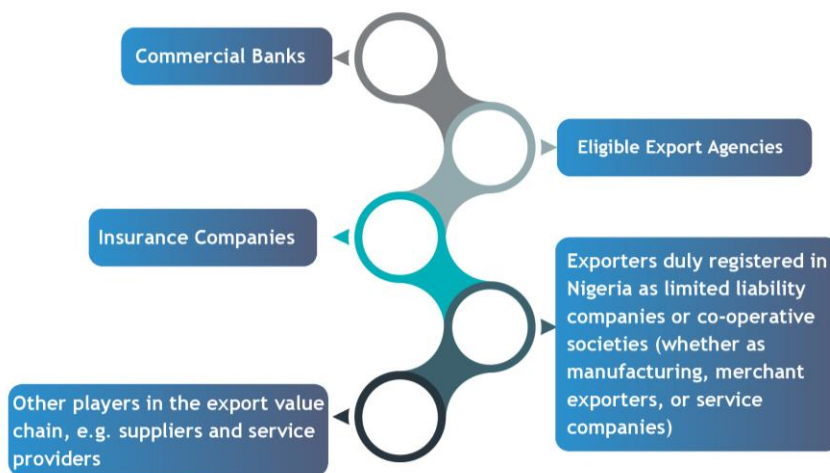 Commercial Banks
Eligible Export Agencies
Insurance Companies
Exporters duly registered in
Nigeria as limited liability
companies or co-operative
societies (whether as
manufacturing, merchant
exporters, or service
companies)
Other players in the export value
chain, e.g. suppliers and service
providers